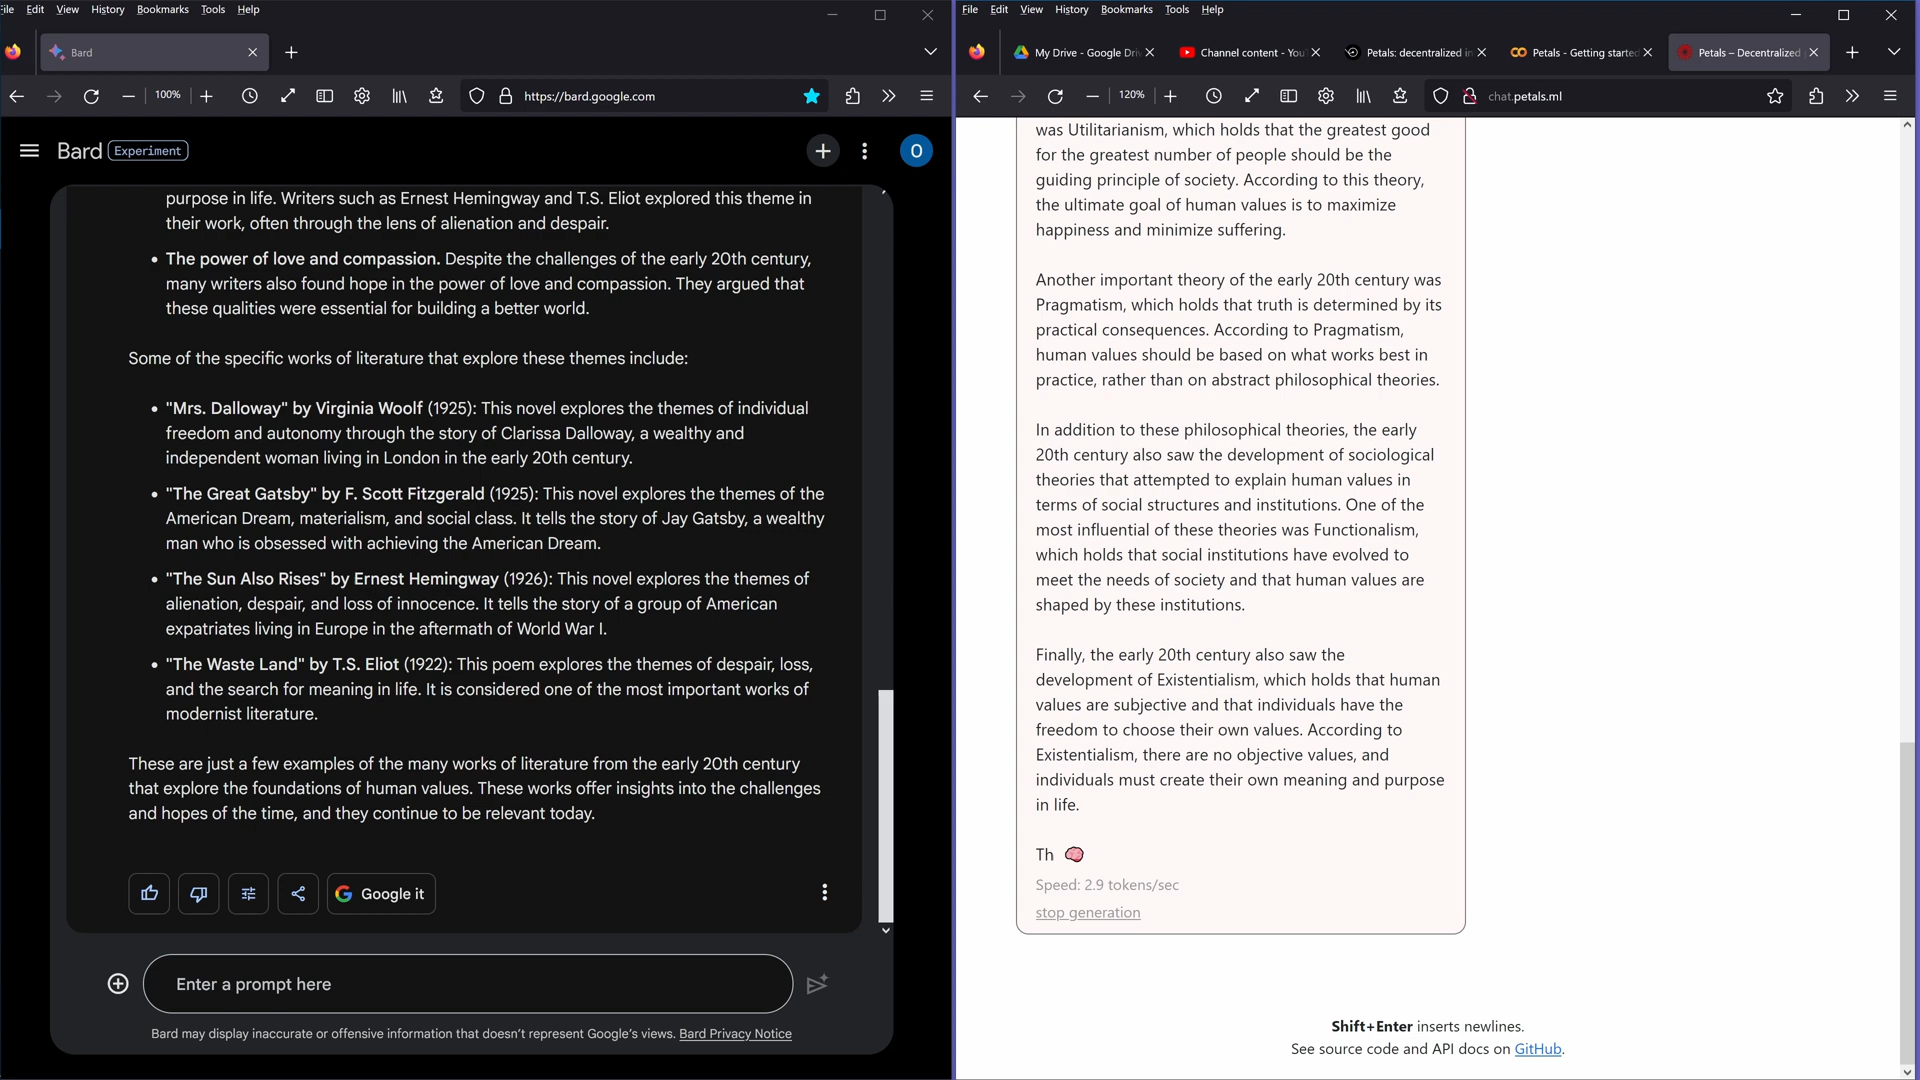 ile Edit View History Bookmarks Tools Help
Bard
100%
https://bard.google.com
Bard Experiment
O
purpose in life. Writers such as Ernest Hemingway and T.S. Eliot explored this theme in
their work, often through the lens of alienation and despair.
• The power of love and compassion. Despite the challenges of the early 20th century,
many writers also found hope in the power of love and compassion. They argued that
these qualities were essential for building a better world.
Some of the specific works of literature that explore these themes include:
• "Mrs. Dalloway" by Virginia Woolf (1925): This novel explores the themes of individual
freedom and autonomy through the story of Clarissa Dalloway, a wealthy and
independent woman living in London in the early 20th century.
• "The Great Gatsby" by F. Scott Fitzgerald (1925): This novel explores the themes of the
American Dream, materialism, and social class. It tells the story of Jay Gatsby, a wealthy
man who is obsessed with achieving the American Dream.
• "The Sun Also Rises" by Ernest Hemingway (1926): This novel explores the themes of
alienation, despair, and loss of innocence. It tells the story of a group of American
expatriates living in Europe in the aftermath of World War I.
• "The Waste Land" by T.S. Eliot (1922): This poem explores the themes of despair, loss,
and the search for meaning in life. It is considered one of the most important works of
modernist literature.
These are just a few examples of the many works of literature from the early 20th century
that explore the foundations of human values. These works offer insights into the challenges
and hopes of the time, and they continue to be relevant today.
Google it
Enter a prompt here
Bard may display inaccurate or offensive information that doesn't represent Google's views. Bard Privacy Notice
File Edit View History Bookmarks Tools Help
My Drive - Google Driv
Channel content - You
Petals: decentralized in
Petals - Getting started
Petals – Decentralized
120%
chat.petals.ml
was Utilitarianism, which holds that the greatest good
for the greatest number of people should be the
guiding principle of society. According to this theory,
the ultimate goal of human values is to maximize
happiness and minimize suffering.
Another important theory of the early 20th century was
Pragmatism, which holds that truth is determined by its
practical consequences. According to Pragmatism,
human values should be based on what works best in
practice, rather than on abstract philosophical theories.
In addition to these philosophical theories, the early
20th century also saw the development of sociological
theories that attempted to explain human values in
terms of social structures and institutions. One of the
most influential of these theories was Functionalism,
which holds that social institutions have evolved to
meet the needs of society and that human values are
shaped by these institutions.
Finally, the early 20th century also saw the
development of Existentialism, which holds that human
values are subjective and that individuals have the
freedom to choose their own values. According to
Existentialism, there are no objective values, and
individuals must create their own meaning and purpose
in life.
Th
Speed: 2.9 tokens/sec
stop generation
Shift+Enter inserts newlines.
See source code and API docs on GitHub.